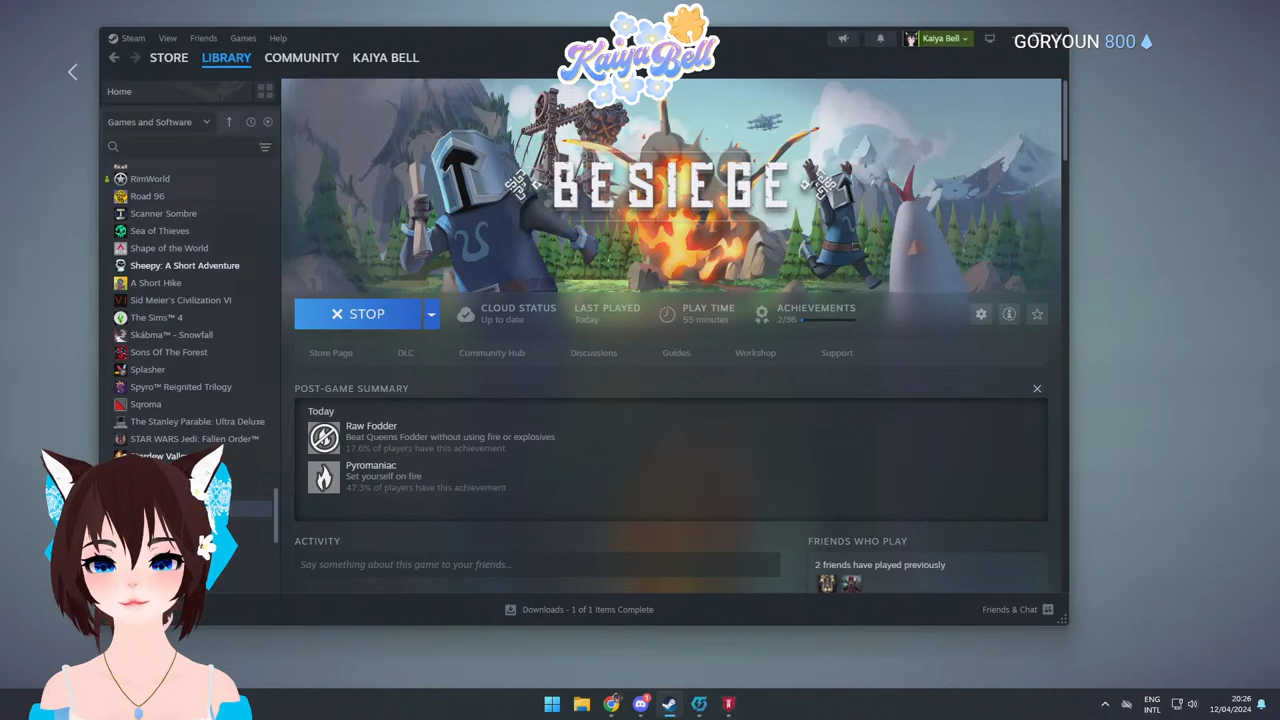 Steam View Friends Games Help
KaiyaBell
Kaiya Bell
GORYOUN 800
STORE LIBRARY COMMUNITY KAIYA BELL
Home
Games and Software
RimWorld
Road 96
Scanner Sombre
Sea of Thieves
Shape of the World
Sheepy: A Short Adventure
A Short Hike
Sid Meier's Civilization VI
The Sims™ 4
Skábma™ - Snowfall
Sons Of The Forest
Splasher
Spyro™ Reignited Trilogy
Sqroma
The Stanley Parable: Ultra Deluxe
STAR WARS Jedi: Fallen Order™
BESIEGE
STOP
CLOUD STATUS
Up to date
LAST PLAYED
Today
PLAY TIME
55 minutes
ACHIEVEMENTS
2/36
Store Page DLC Community Hub Discussions Guides Workshop Support
POST-GAME SUMMARY
Today
Raw Fodder
Beat Queens Fodder without using fire or explosives
17.6% of players have this achievement
Pyromaniac
Set yourself on fire
47.3% of players have this achievement
ACTIVITY
Say something about this game to your friends...
FRIENDS WHO PLAY
2 friends have played previously
Downloads - 1 of 1 Items Complete
Friends & Chat
1
ENG
INTL
20:26
12/04/2024